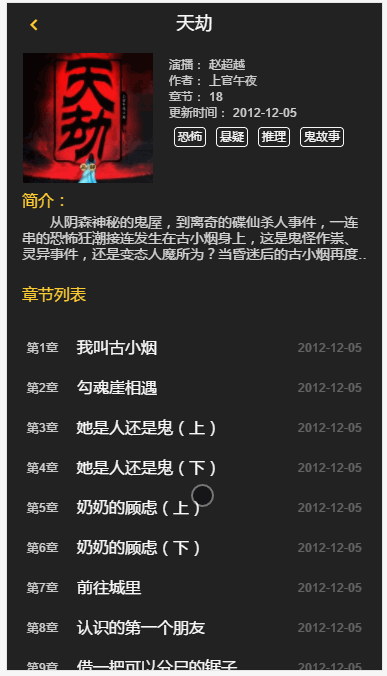 天劫
天劫
演播： 赵超越
作者： 上官午夜
章节： 18
更新时间： 2012-12-05
恐怖 悬疑 推理 鬼故事
简介：
从阴森神秘的鬼屋，到离奇的碟仙杀人事件，一连
串的恐怖狂潮接连发生在古小烟身上，这是鬼怪作祟、
灵异事件，还是变态人魔所为？当昏迷后的古小烟再度..
章节列表
第1章 我叫古小烟 2012-12-05
第2章 勾魂崖相遇 2012-12-05
第3章 她是人还是鬼（上） 2012-12-05
第4章 她是人还是鬼（下） 2012-12-05
第5章 奶奶的顾虑（上） 2012-12-05
第6章 奶奶的顾虑（下） 2012-12-05
第7章 前往城里 2012-12-05
第8章 认识的第一个朋友 2012-12-05
第9章 借一把可以分尸的锯子 2012-12-05